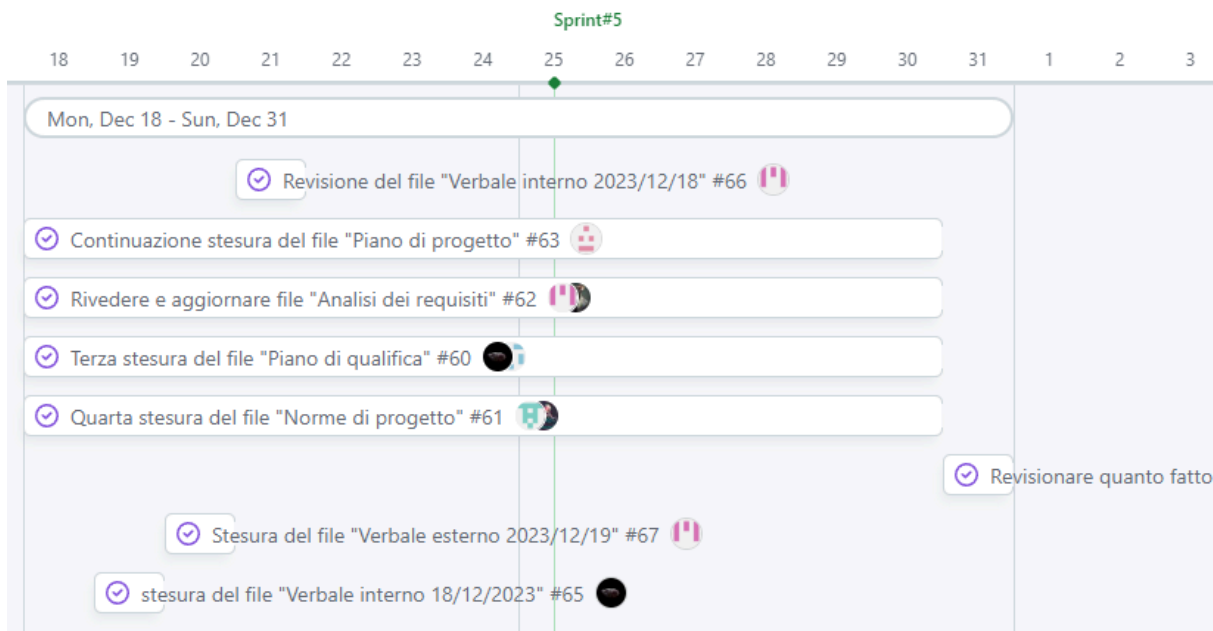 Sprint#5
18 19 20 21 22 23 24 25 26 27 28 29 30 31 1 2 3
Mon, Dec 18 - Sun, Dec 31
Revisione del file "Verbale interno 2023/12/18" #66
Continuazione stesura del file "Piano di progetto" #63
Rivedere e aggiornare file "Analisi dei requisiti" #62
Terza stesura del file "Piano di qualifica" #60
Quarta stesura del file "Norme di progetto" #61
Revisionare quanto fatto
Stesura del file "Verbale esterno 2023/12/19" #67
stesura del file "Verbale interno 18/12/2023" #65